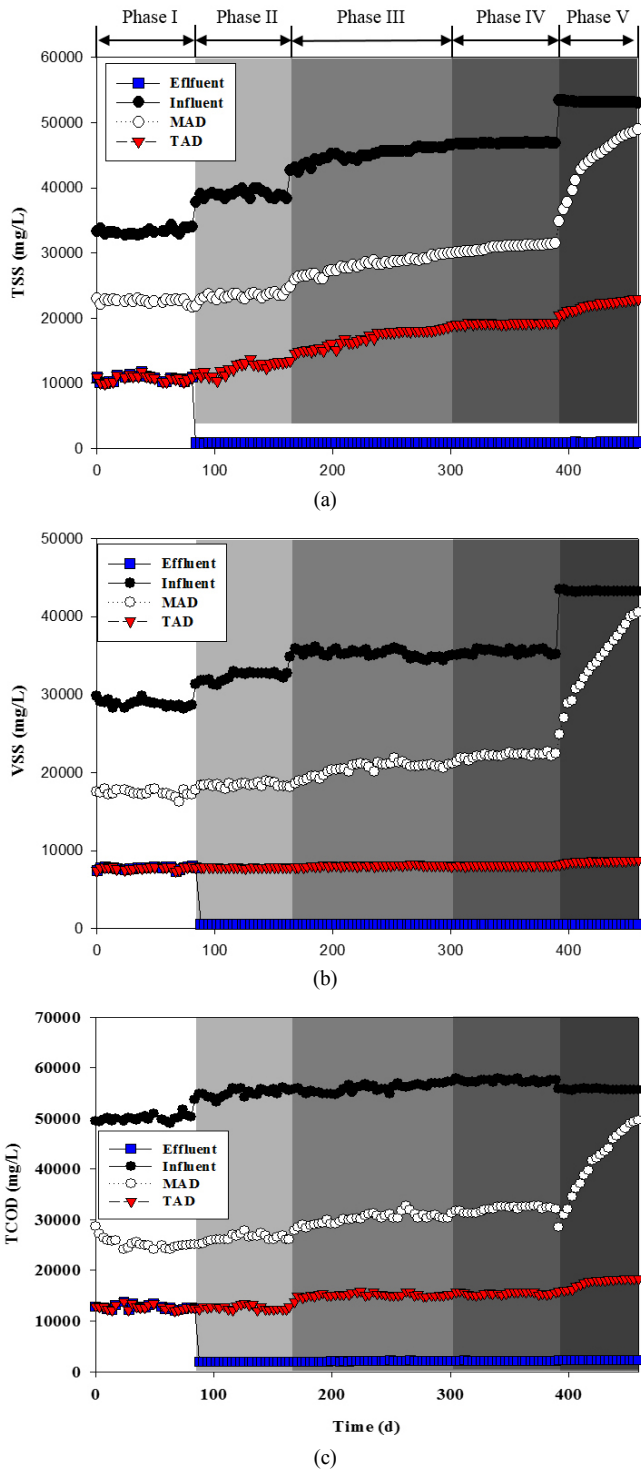 Phase I Phase II Phase III Phase IV Phase V
60000
Eflfuent
Influent
MAD
TAD
50000
40000
30000
20000
10000
0
TSS (mg/L)
0 100 200 300 400
(a)
50000
Effluent
Influent
MAD
TAD
40000
30000
20000
10000
0
VSS (mg/L)
0 100 200 300 400
(b)
70000
60000
50000
Effluent
Influent
MAD
TAD
40000
30000
20000
10000
0
TCOD (mg/L)
0 100 200 300 400
Time (d)
(c)